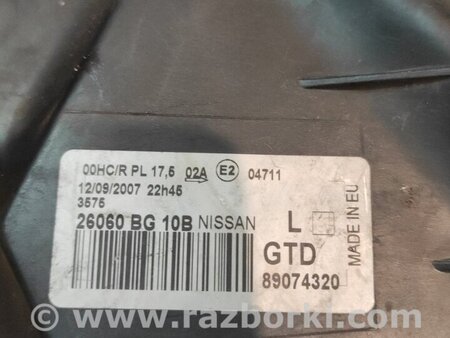 00HC/R PL 17,5 02A E2 04711
12/09/2007 22h45
3575
26060 BG 10B NISSAN L
GTD
89074320
MADE IN EU
www.razborki.com